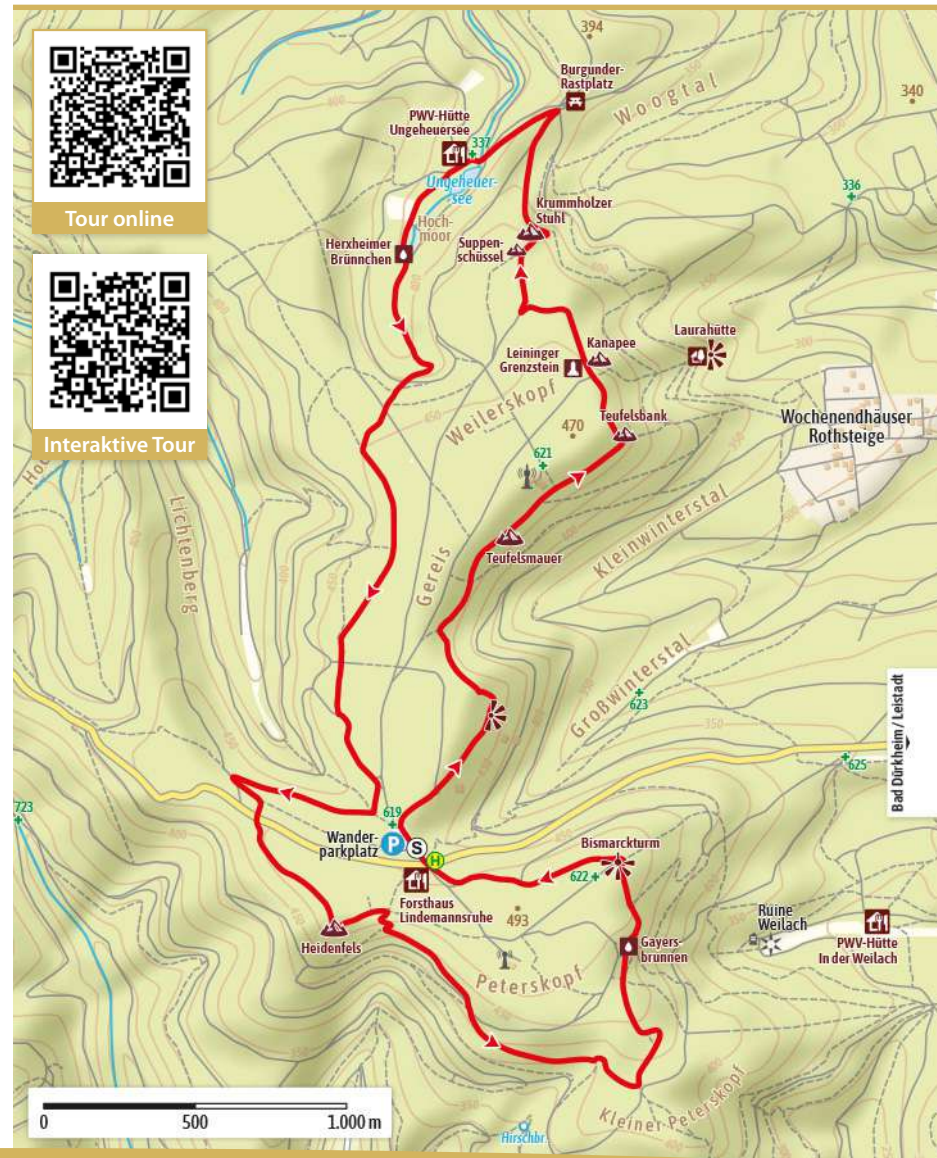 Tour online
Interaktive Tour
394
Burgunder-
Rastplatz
Woogtal
340
PWV-Hütte
Ungeheuersee
337
Ungeheuer-
see
Hoch-
moor
Krummholzer
Stuhl
Suppen-
schüssel
336
Herxheimer
Brünnchen
Laurahütte
Kanapee
Leininger
Grenzstein
Weilerskopf
Teufelsbank
470
621
Wochenendhäuser
Rothsteige
Teufelsmauer
Kleinwinterstal
Lichtenberg
Gereis
Großwinterstal
623
350
625
Bad Dürkheim / Leistadt
723
619
Wander-
parkplatz
P
S
H
Bismarckturm
622
Forsthaus
Lindemannsruhe
493
Heidenfels
Gayers-
brunnen
Ruine
Weilach
PWV-Hütte
In der Weilach
Peterskopf
Kleiner Peterskopf
Hirschbr.
0 500 1.000 m